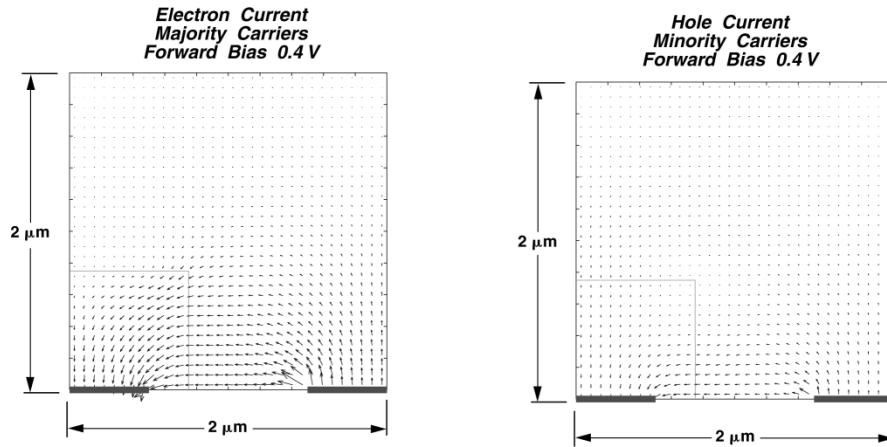 Electron Current
Majority Carriers
Forward Bias 0.4 V
2 µm
2 µm
Hole Current
Minority Carriers
Forward Bias 0.4 V
2 µm
2 µm